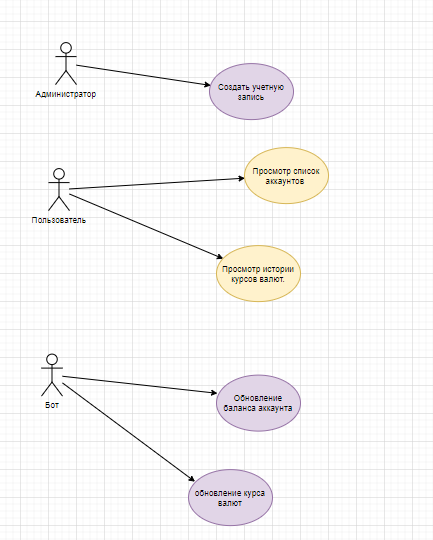 Администратор
Создать учетную
запись
Пользователь
Просмотр список
аккаунтов
Просмотр истории
курсов валют.
Бот
Обновление
баланса аккаунта
обновление курса
валют